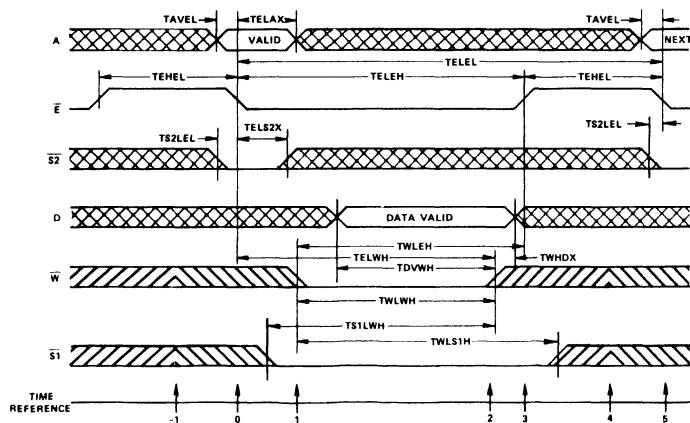 TAVEL TELAX TAVEL
A VALID NEXT
TELEL
TEHEL TELEH TEHEL
E
TS2LEL TELS2X TS2LEL
S2
D DATA VALID
TWLEH
TELWH TWHDX
TDVWH
W
TWLWH
TS1LWH
TWLS1H
S1
TIME
REFERENCE
-1 0 1 2 3 4 5